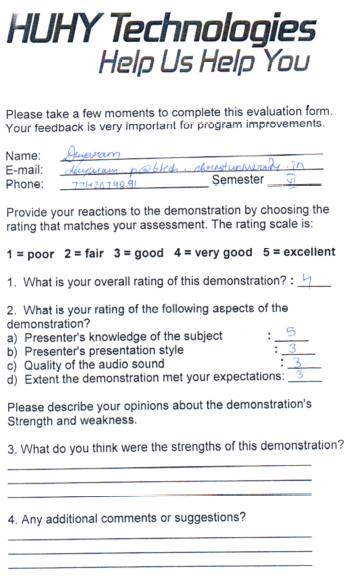 HUHY Technologies
Help Us Help You
Please take a few moments to complete this evaluation form.
Your feedback is very important for program improvements.
Name:
E-mail:
Phone: Semester VI
Provide your reactions to the demonstration by choosing the
rating that matches your assessment. The rating scale is:
1 = poor 2 = fair 3 = good 4 = very good 5 = excellent
1. What is your overall rating of this demonstration? : 4
2. What is your rating of the following aspects of the
demonstration?
a) Presenter's knowledge of the subject : 5
b) Presenter's presentation style : 3
c) Quality of the audio sound : 3
d) Extent the demonstration met your expectations: 3
Please describe your opinions about the demonstration's
Strength and weakness.
3. What do you think were the strengths of this demonstration?
4. Any additional comments or suggestions?